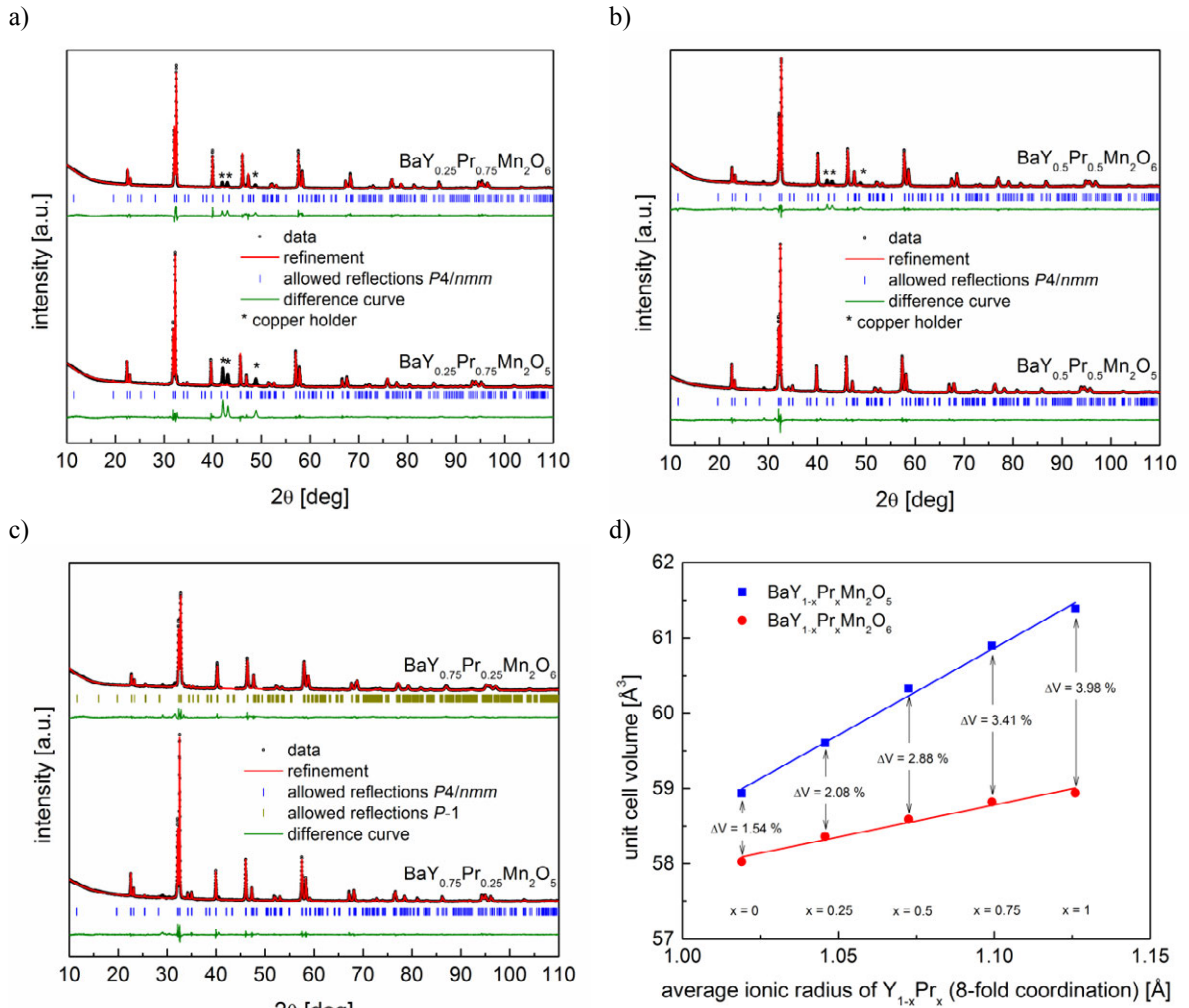 a)
intensity [a.u.]
BaY0.25Pr0.75Mn2O6
* * *
data
refinement
allowed reflections P4/nmm
difference curve
* copper holder
BaY0.25Pr0.75Mn2O5
* * *
10 20 30 40 50 60 70 80 90 100 110
2θ [deg]
b)
intensity [a.u.]
BaY0.5Pr0.5Mn2O6
* * *
data
refinement
allowed reflections P4/nmm
difference curve
* copper holder
BaY0.5Pr0.5Mn2O5
10 20 30 40 50 60 70 80 90 100 110
2θ [deg]
c)
intensity [a.u.]
BaY0.75Pr0.25Mn2O6
data
refinement
allowed reflections P4/nmm
allowed reflections P-1
difference curve
BaY0.75Pr0.25Mn2O5
10 20 30 40 50 60 70 80 90 100 110
2θ [deg]
d)
unit cell volume [Å3]
62
61
60
59
58
57
BaY1-xPrxMn2O5
BaY1-xPrxMn2O6
ΔV = 1.54 %
ΔV = 2.08 %
ΔV = 2.88 %
ΔV = 3.41 %
ΔV = 3.98 %
x = 0 x = 0.25 x = 0.5 x = 0.75 x = 1
1.00 1.05 1.10 1.15
average ionic radius of Y1-xPrx (8-fold coordination) [Å]